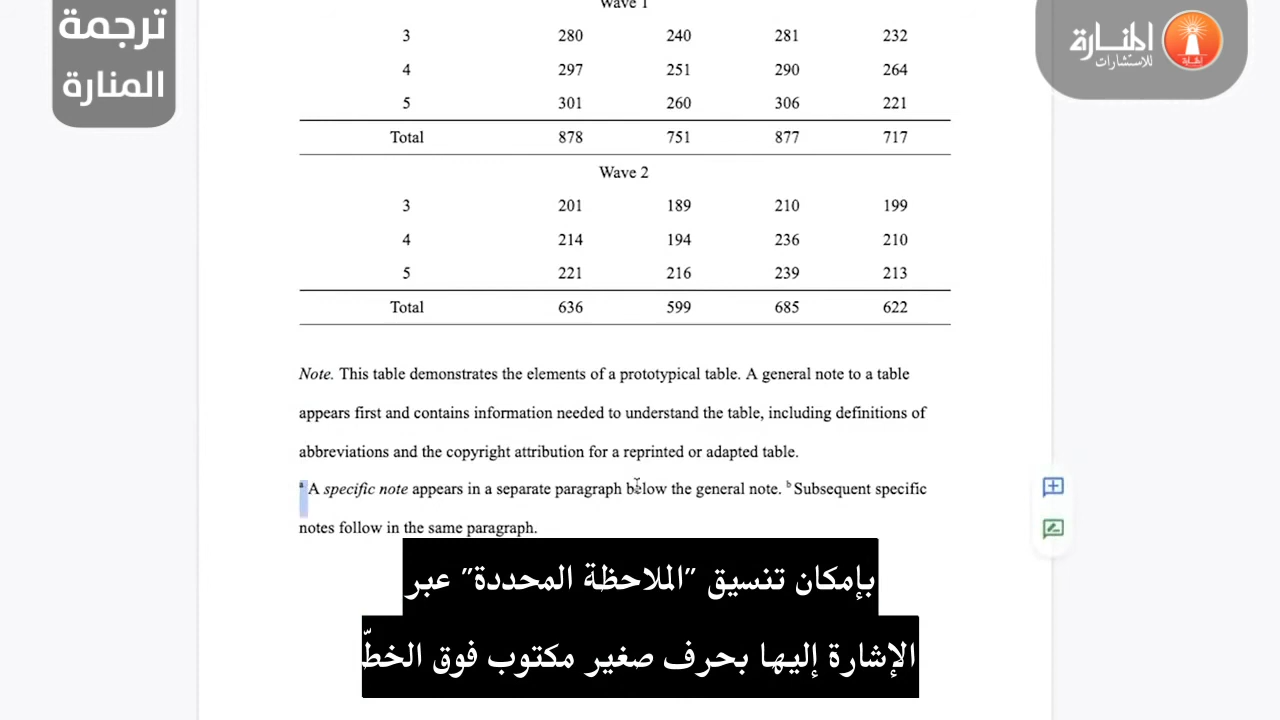 ترجمة
المنارة
المنارة
للاستشارات
المنارة
Wave 1
3 280 240 281 232
4 297 251 290 264
5 301 260 306 221
Total 878 751 877 717
Wave 2
3 201 189 210 199
4 214 194 236 210
5 221 216 239 213
Total 636 599 685 622
Note. This table demonstrates the elements of a prototypical table. A general note to a table
appears first and contains information needed to understand the table, including definitions of
abbreviations and the copyright attribution for a reprinted or adapted table.
a A specific note appears in a separate paragraph below the general note. b Subsequent specific
notes follow in the same paragraph.
بإمكان تنسيق "الملاحظة المحددة" عبر
الإشارة إليها بحرف صغير مكتوب فوق الخطّ